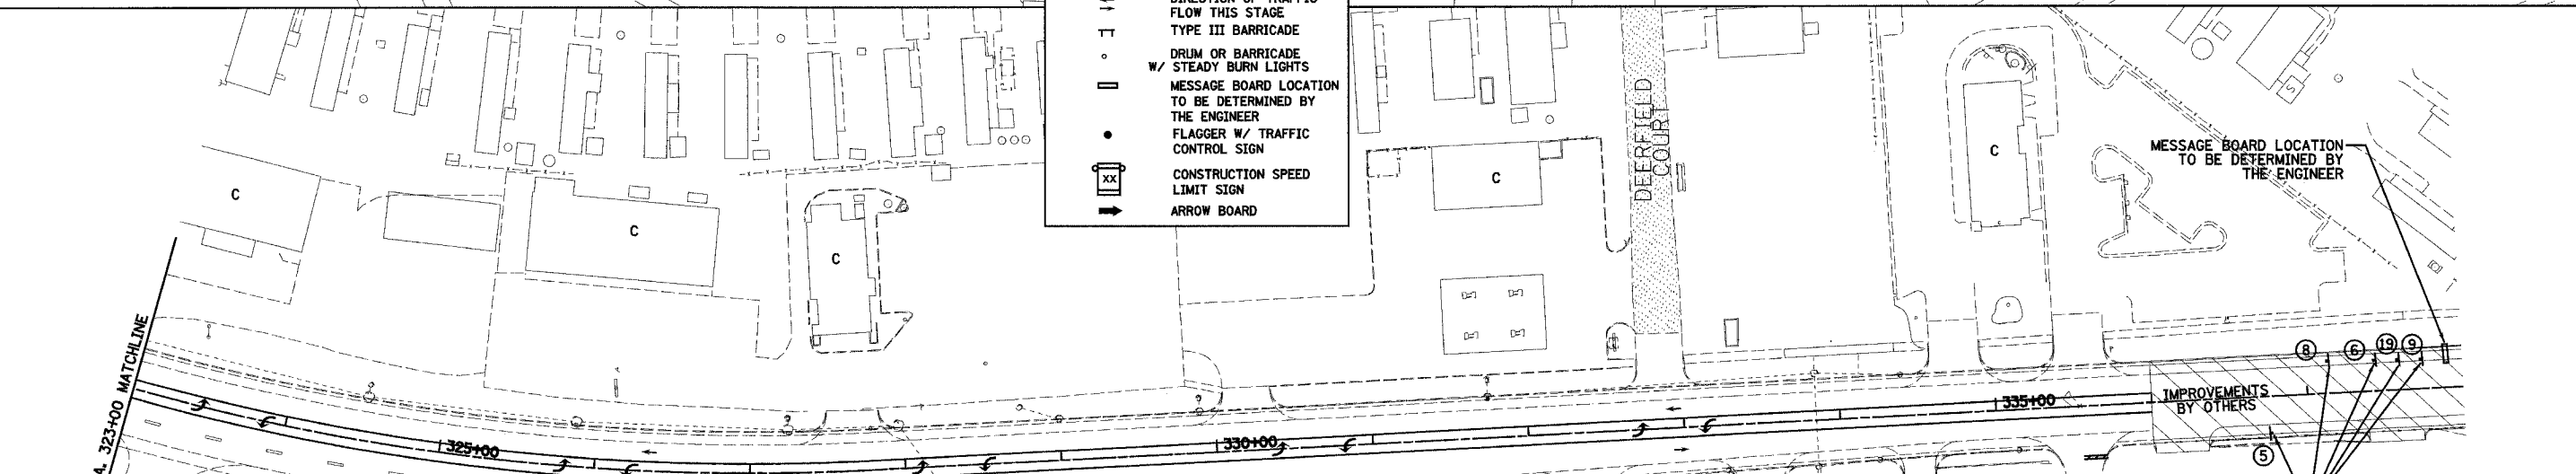 DIRECTION OF TRAFFIC
FLOW THIS STAGE
TYPE III BARRICADE
DRUM OR BARRICADE
W/ STEADY BURN LIGHTS
MESSAGE BOARD LOCATION
TO BE DETERMINED BY
THE ENGINEER
FLAGGER W/ TRAFFIC
CONTROL SIGN
XX
CONSTRUCTION SPEED
LIMIT SIGN
ARROW BOARD
C
C
C
C
DEERFIELD
COURT
C
S
MESSAGE BOARD LOCATION
TO BE DETERMINED BY
THE ENGINEER
A. 323+00 MATCHLINE
325+00
330+00
335+00
IMPROVEMENTS
BY OTHERS
8
6
19
9
5